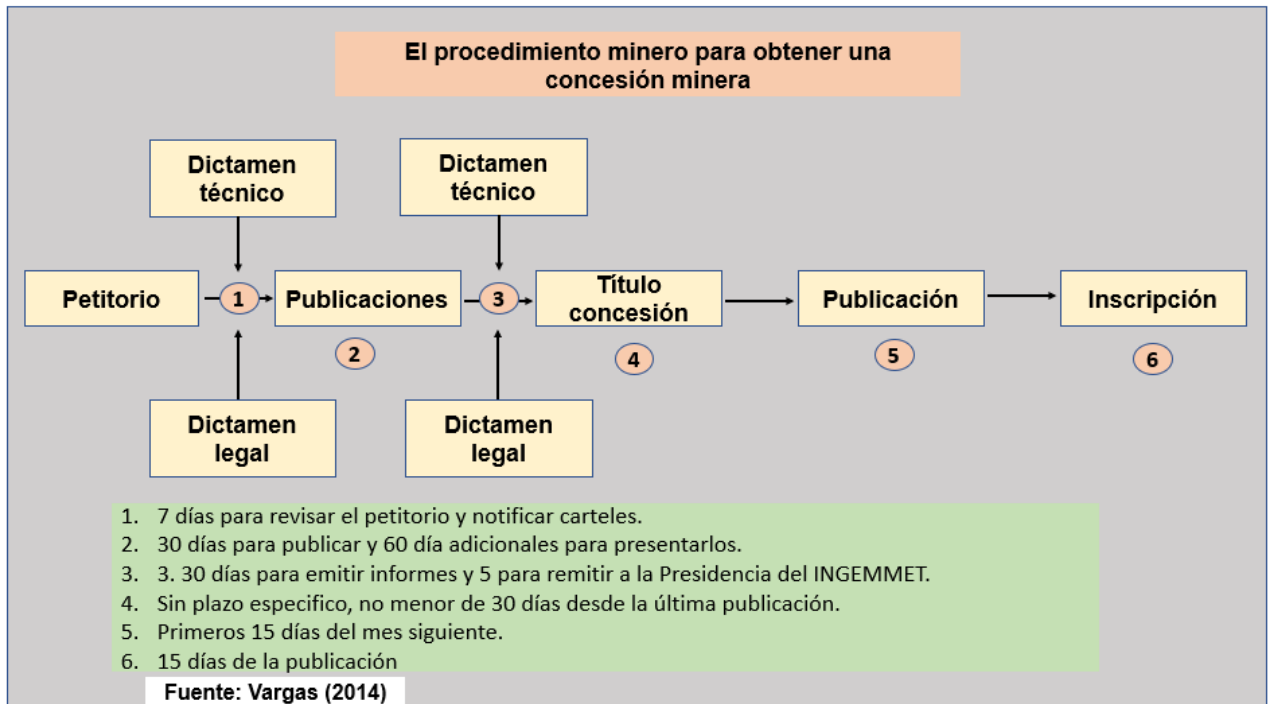 El procedimiento minero para obtener una
concesión minera
Dictamen
técnico
Dictamen
técnico
Petitorio
1
Publicaciones
3
Título
concesión
Publicación
Inscripción
2
4
5
6
Dictamen
legal
Dictamen
legal
1. 7 días para revisar el petitorio y notificar carteles.
2. 30 días para publicar y 60 día adicionales para presentarlos.
3. 3. 30 días para emitir informes y 5 para remitir a la Presidencia del INGEMMET.
4. Sin plazo especifico, no menor de 30 días desde la última publicación.
5. Primeros 15 días del mes siguiente.
6. 15 días de la publicación
Fuente: Vargas (2014)